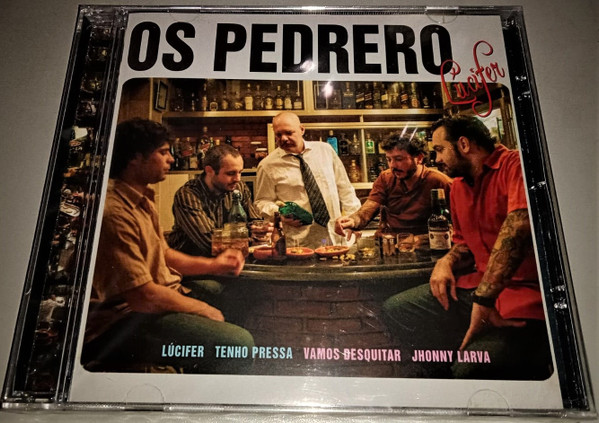 OS PEDRERO
Lúcifer
LÚCIFER TENHO PRESSA VAMOS DESQUITAR JHONNY LARVA